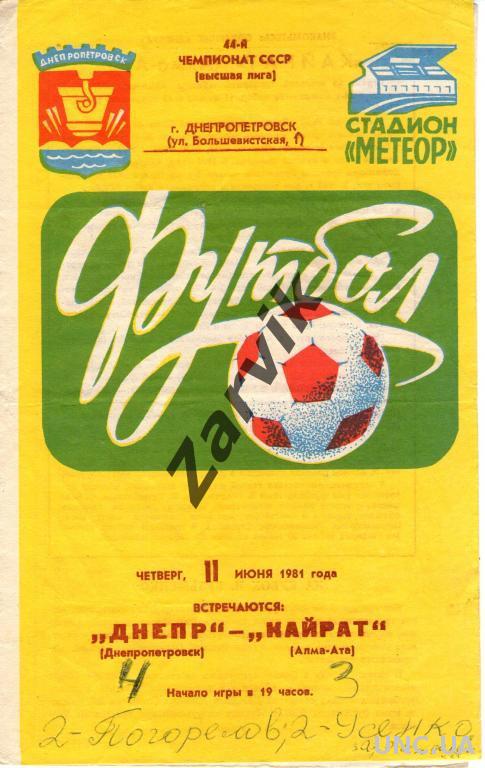 ДНЕПРОПЕТРОВСК
44-Я
ЧЕМПИОНАТ СССР
(высшая лига)
г. ДНЕПРОПЕТРОВСК
(ул. Большевистская, 1)
СТАДИОН
„МЕТЕОР"
Футбол
Zarvik
ЧЕТВЕРГ, 11 ИЮНЯ 1981 года
ВСТРЕЧАЮТСЯ:
„ДНЕПР"–„КАЙРАТ"
(Днепропетровск) (Алма-Ата)
4 3
Начало игры в 19 часов.
2-Погорелов; 2-Усенко
UNC.UA